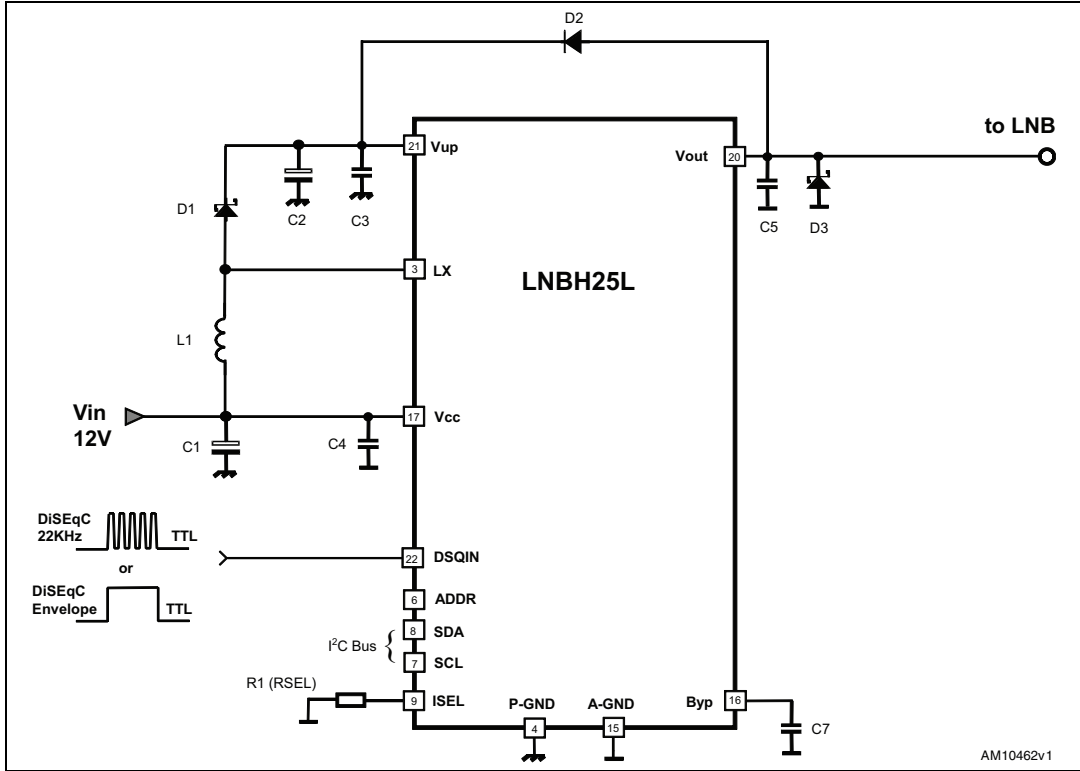 D2
to LNB
21 Vup
Vout 20
D1
C2
C3
C5
D3
3 LX
LNBH25L
L1
Vin
12V
17 Vcc
C1
C4
DiSEqC
22KHz
TTL
or
DiSEqC
Envelope
TTL
22 DSQIN
6 ADDR
I²C Bus {
8 SDA
7 SCL
R1 (RSEL)
9 ISEL
P-GND
4
A-GND
15
Byp 16
C7
AM10462v1